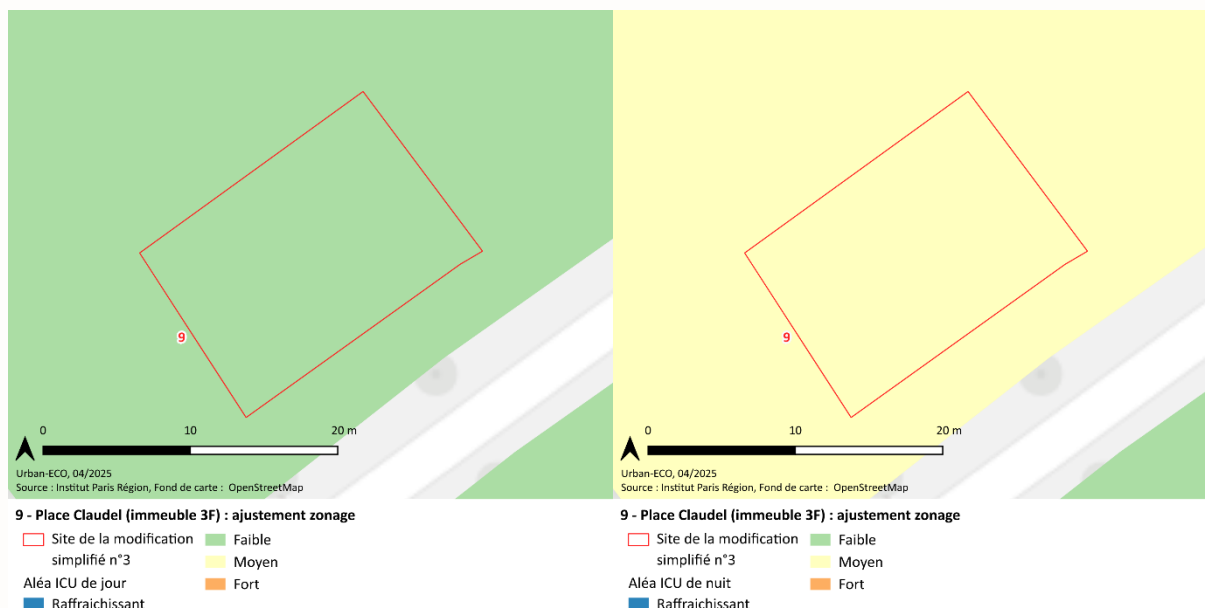 9
0 10 20 m
Urban-ECO, 04/2025
Source : Institut Paris Région, Fond de carte : OpenStreetMap
9 - Place Claudel (immeuble 3F) : ajustement zonage
Site de la modification
simplifié n°3
Aléa ICU de jour
Raffraichissant
Faible
Moyen
Fort
9
0 10 20 m
Urban-ECO, 04/2025
Source : Institut Paris Région, Fond de carte : OpenStreetMap
9 - Place Claudel (immeuble 3F) : ajustement zonage
Site de la modification
simplifié n°3
Aléa ICU de nuit
Raffraichissant
Faible
Moyen
Fort